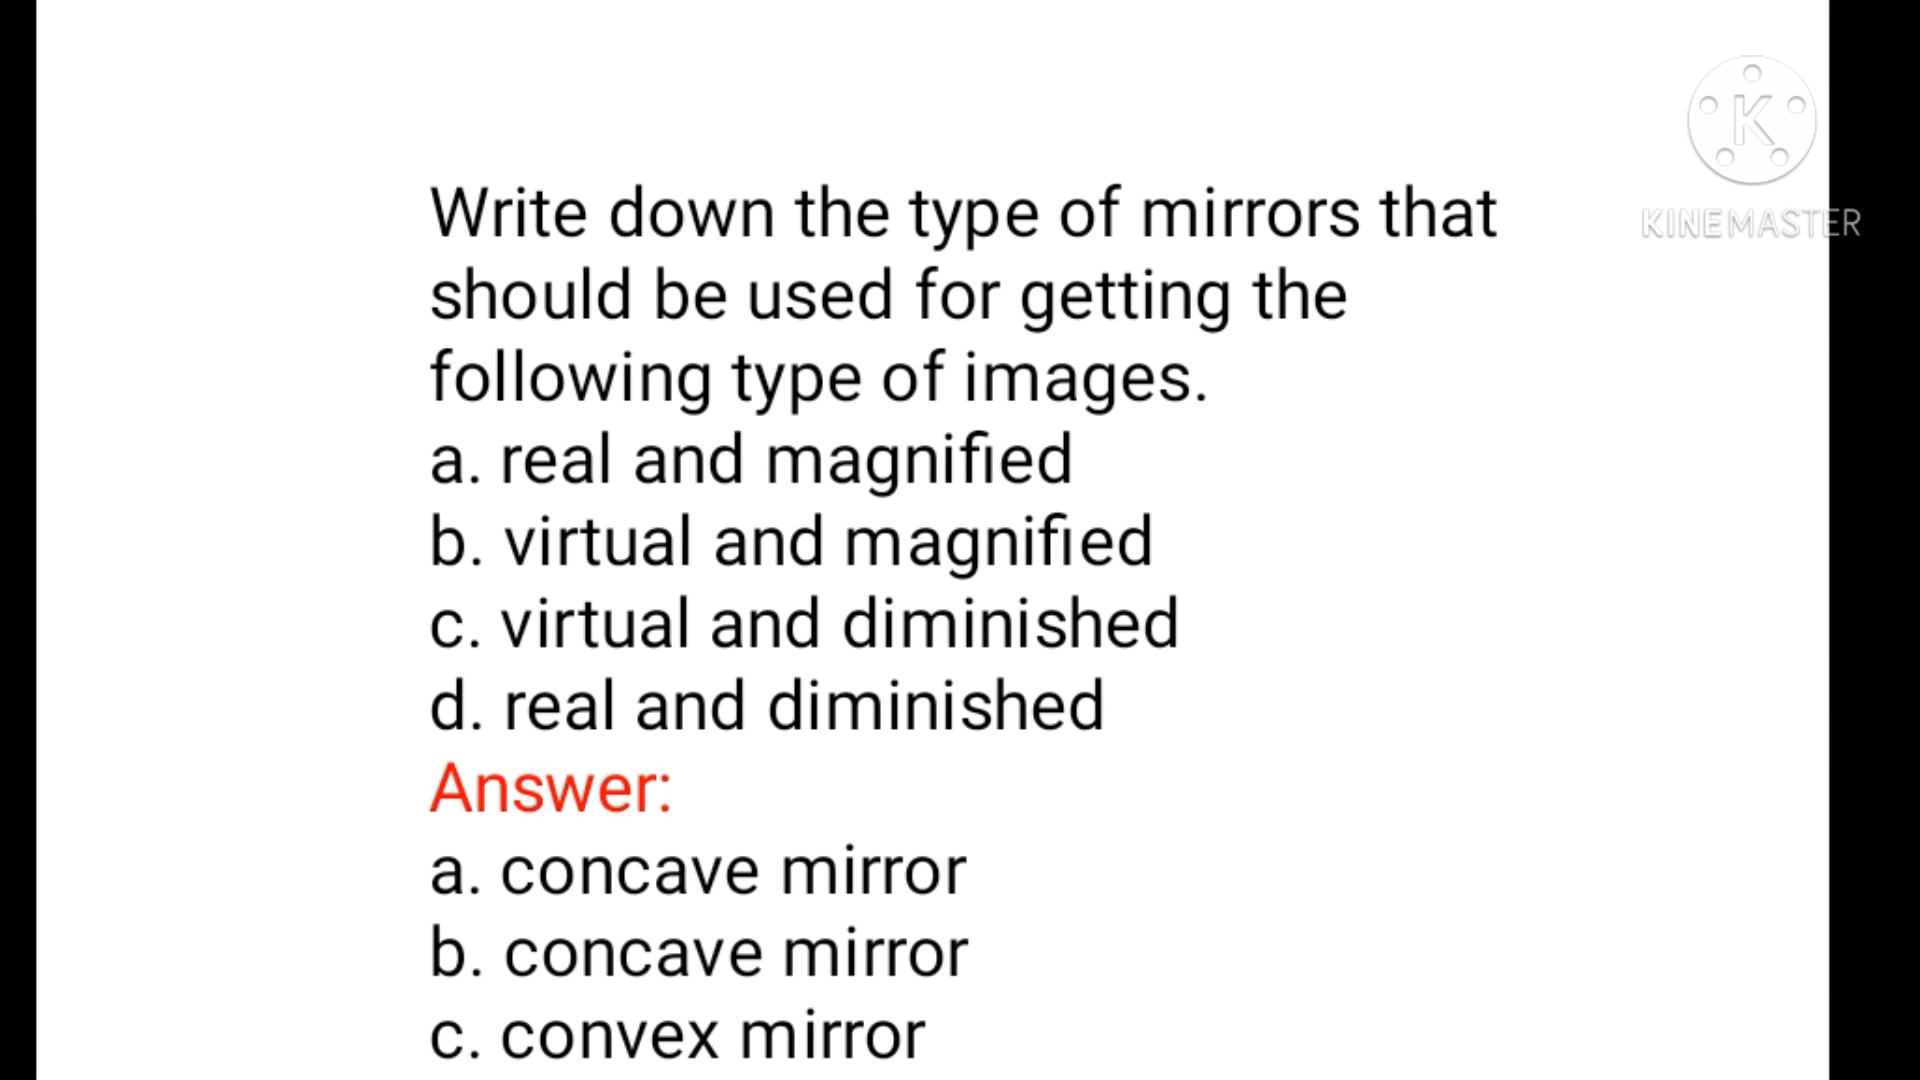 K
KINEMASTER
Write down the type of mirrors that
should be used for getting the
following type of images.
a. real and magnified
b. virtual and magnified
c. virtual and diminished
d. real and diminished
Answer:
a. concave mirror
b. concave mirror
c. convex mirror